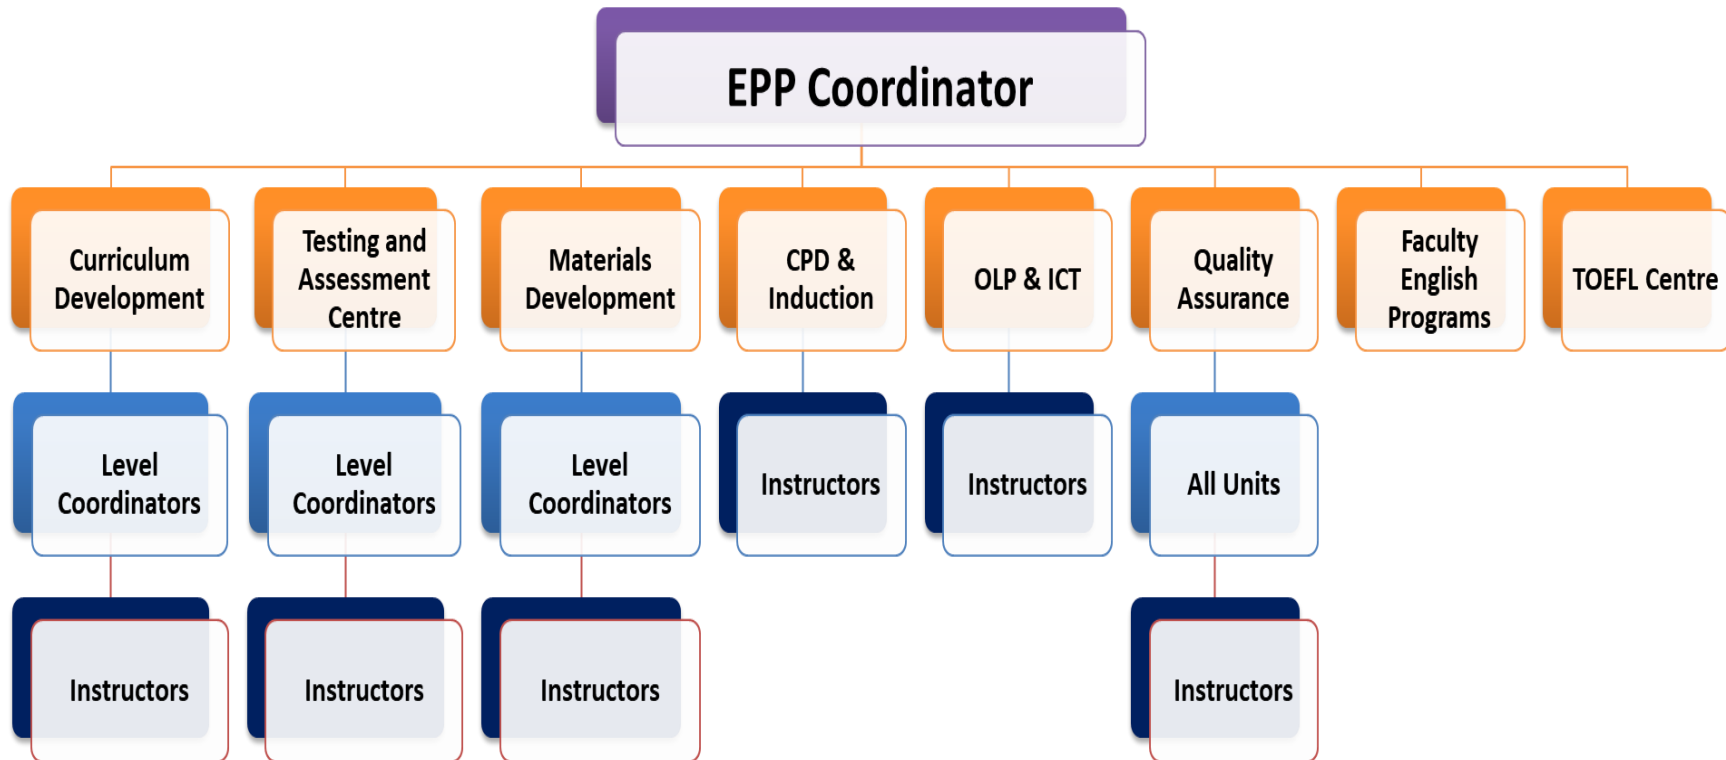 EPP Coordinator
Curriculum
Development
Testing and
Assessment
Centre
Materials
Development
CPD &
Induction
OLP & ICT
Quality
Assurance
Faculty
English
Programs
TOEFL Centre
Level
Coordinators
Level
Coordinators
Level
Coordinators
Instructors
Instructors
All Units
Instructors
Instructors
Instructors
Instructors